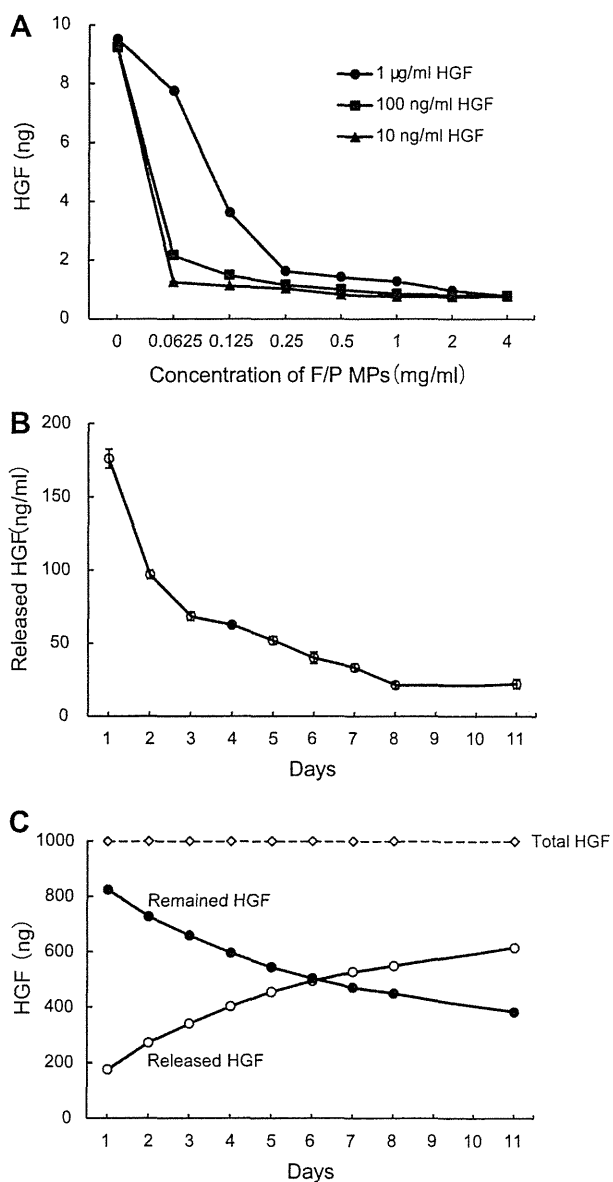 A
10
8
6
4
2
0
HGF (ng)
1 µg/ml HGF
100 ng/ml HGF
10 ng/ml HGF
0 0.0625 0.125 0.25 0.5 1 2 4
Concentration of F/P MPs(mg/ml)
B
200
150
100
50
0
Released HGF(ng/ml)
1 2 3 4 5 6 7 8 9 10 11
Days
C
1000
800
600
400
200
0
HGF (ng)
Total HGF
Remained HGF
Released HGF
1 2 3 4 5 6 7 8 9 10 11
Days